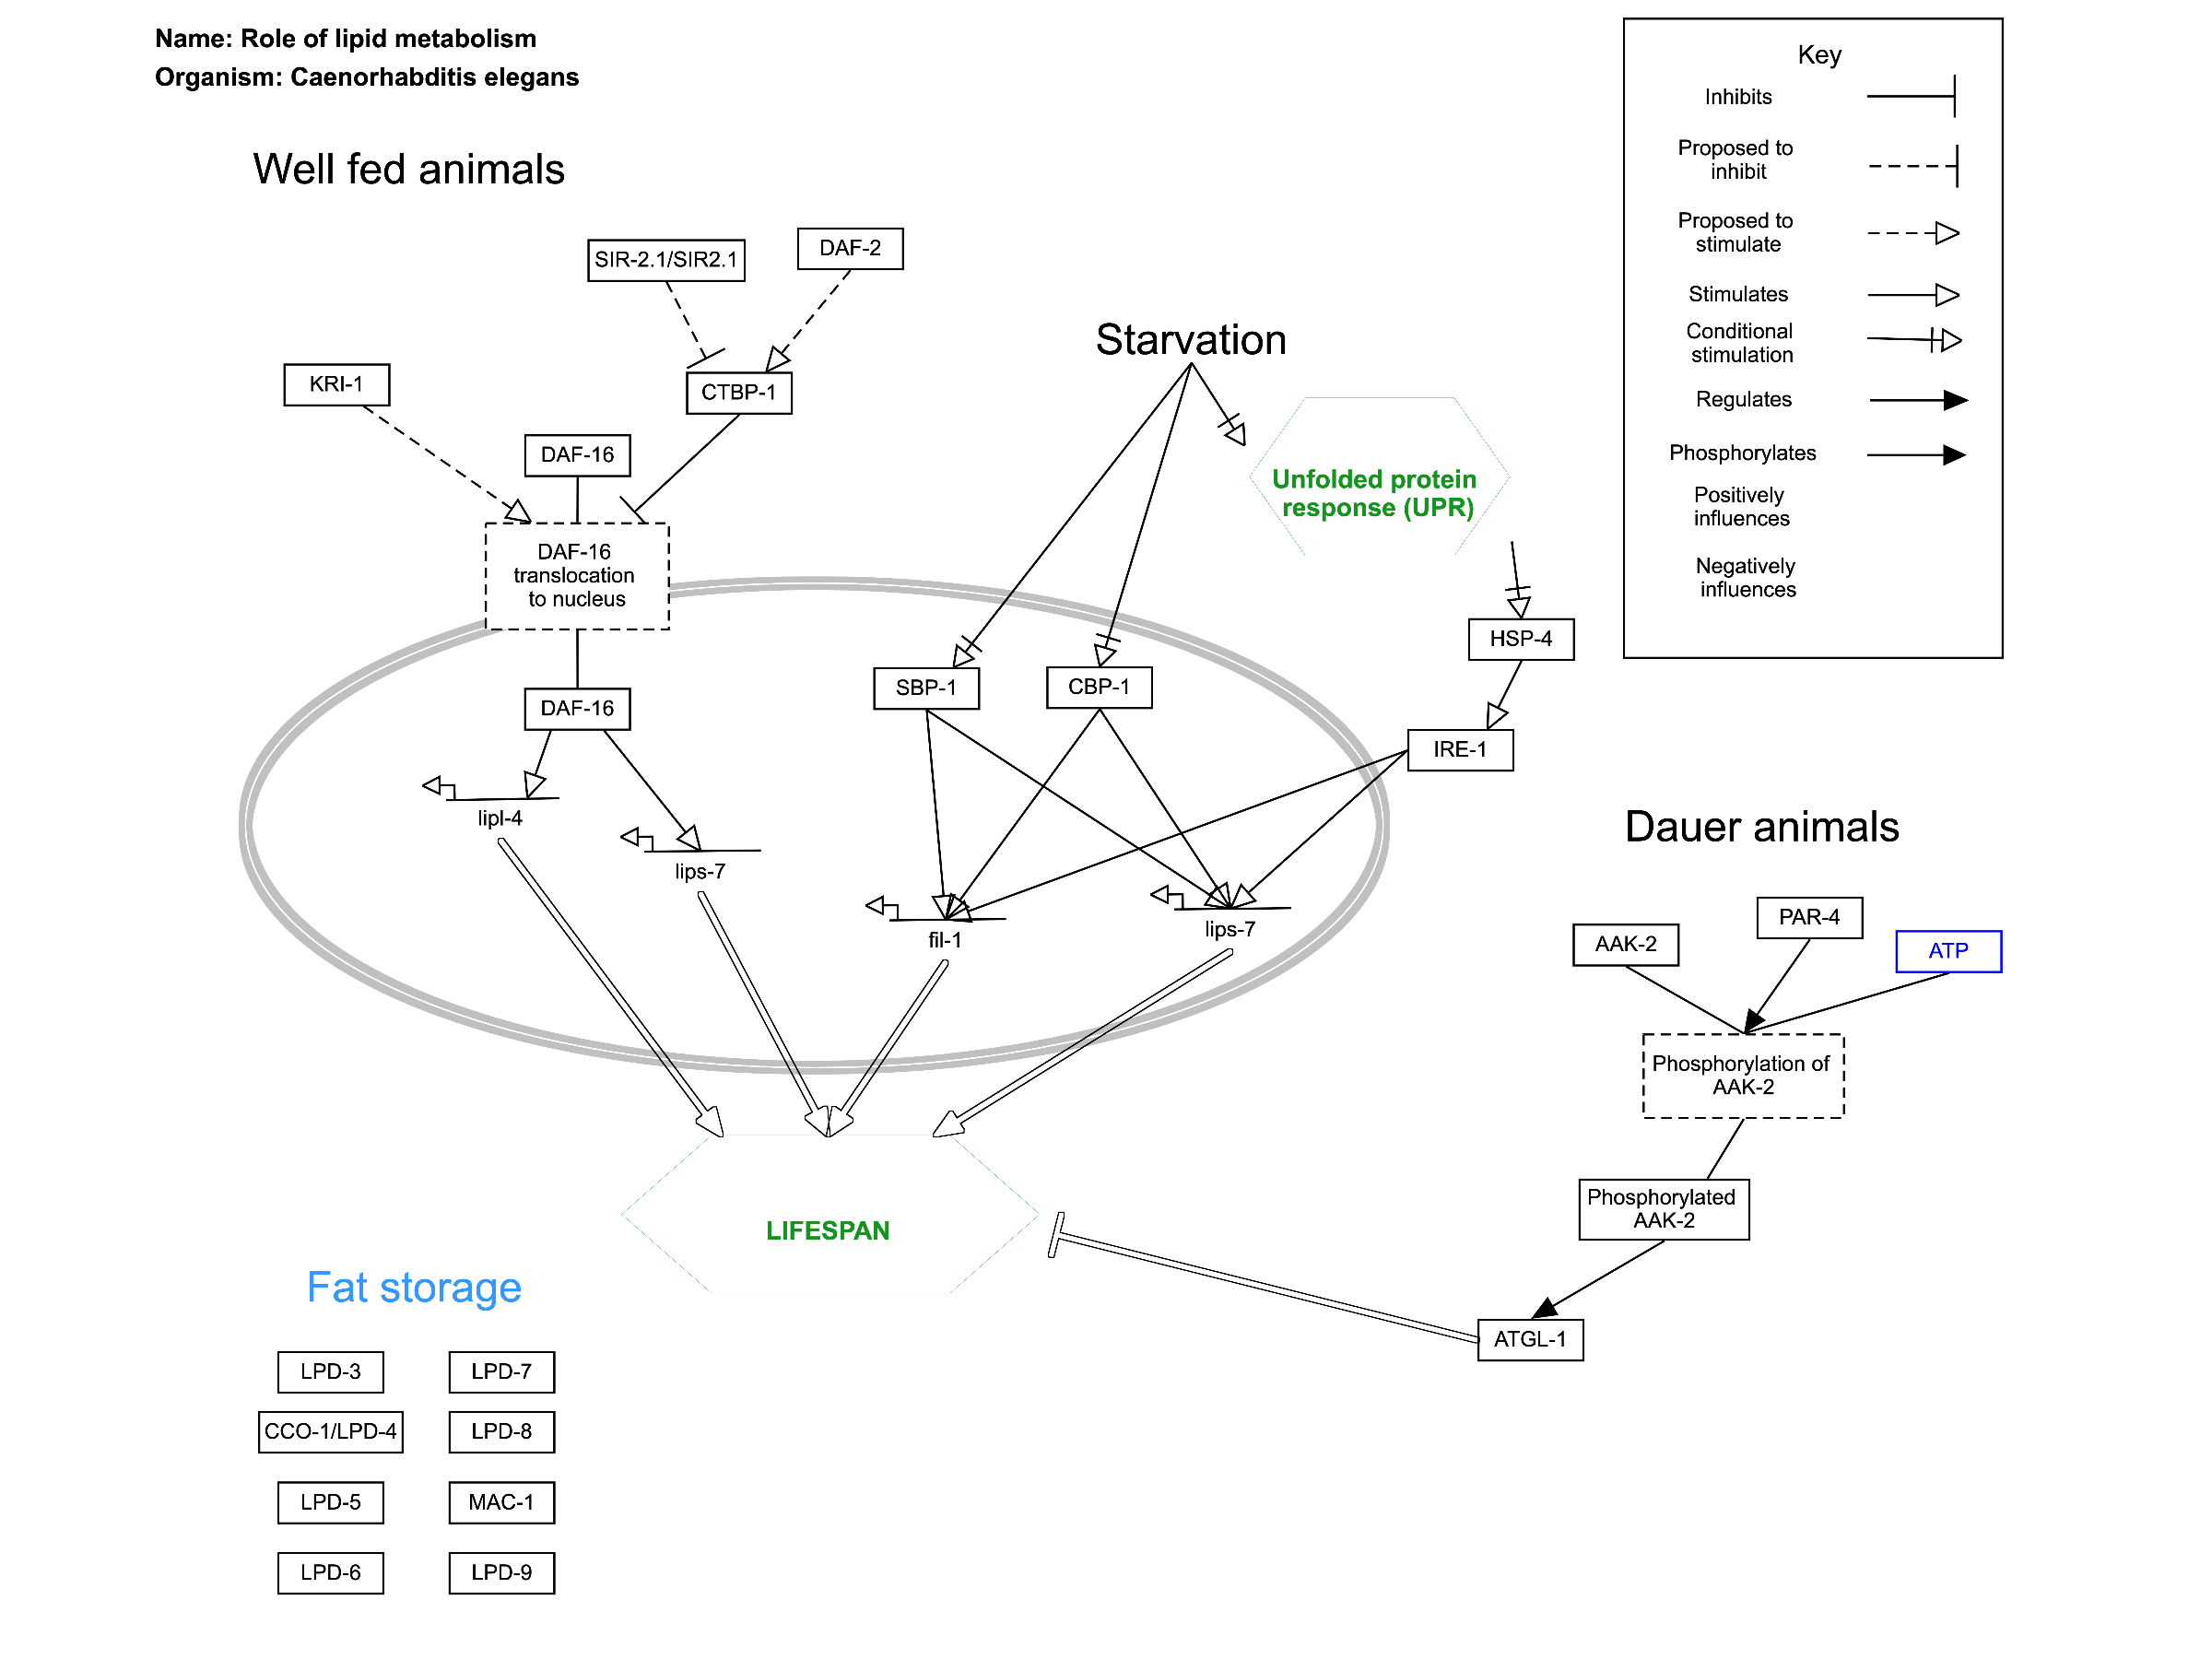 Name: Role of lipid metabolism
Organism: Caenorhabditis elegans
Key
Inhibits
Proposed to
inhibit
Proposed to
stimulate
Stimulates
Conditional
stimulation
Regulates
Phosphorylates
Positively
influences
Negatively
influences
Well fed animals
SIR-2.1/SIR2.1
DAF-2
KRI-1
CTBP-1
DAF-16
DAF-16
translocation
to nucleus
DAF-16
lipl-4
lips-7
Starvation
Unfolded protein
response (UPR)
HSP-4
SBP-1
CBP-1
IRE-1
fil-1
lips-7
Dauer animals
AAK-2
PAR-4
ATP
Phosphorylation of
AAK-2
Phosphorylated
AAK-2
ATGL-1
LIFESPAN
Fat storage
LPD-3
LPD-7
CCO-1/LPD-4
LPD-8
LPD-5
MAC-1
LPD-6
LPD-9